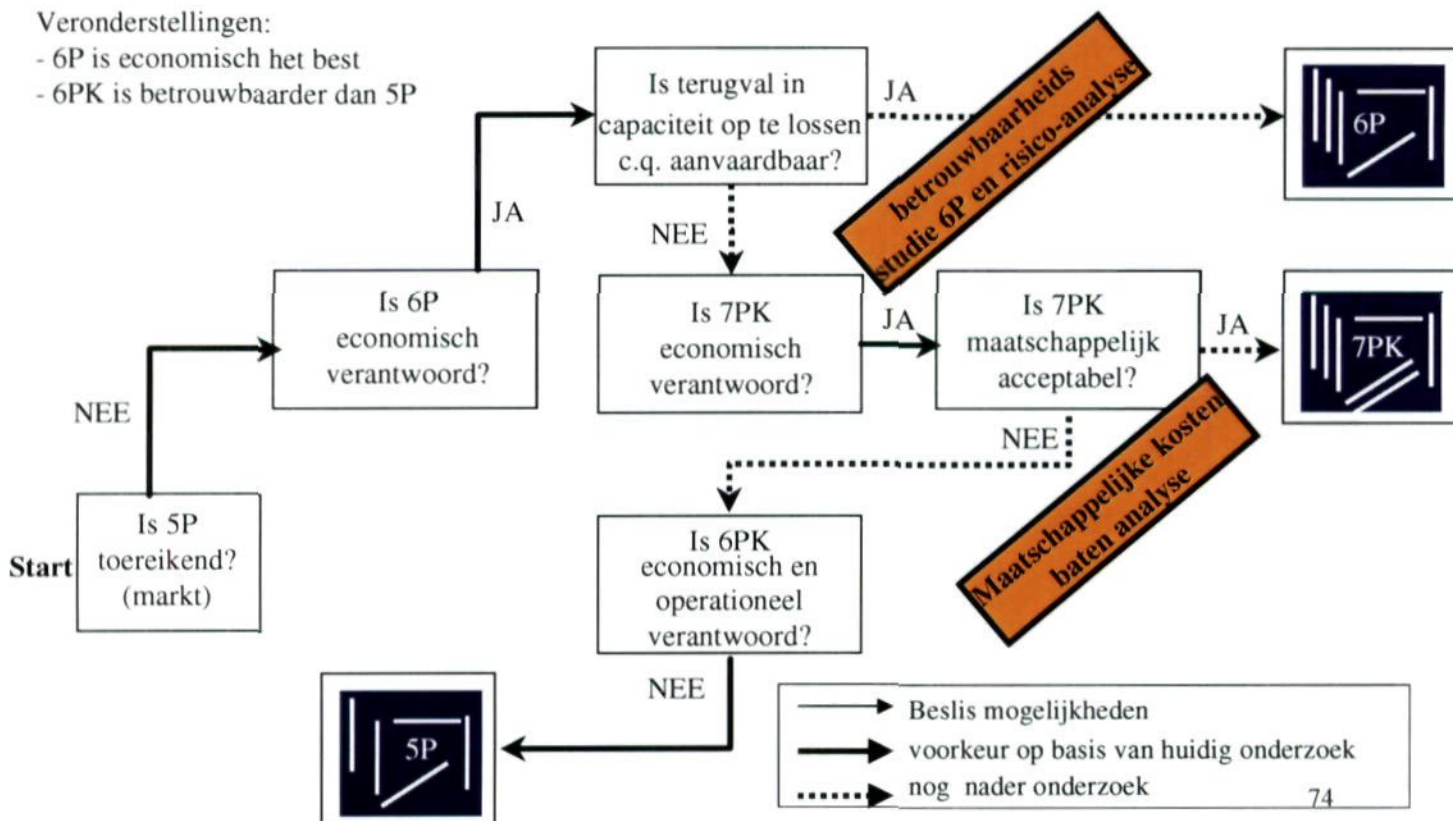 Veronderstellingen:
- 6P is economisch het best
- 6PK is betrouwbaarder dan 5P
Is terugval in
capaciteit op te lossen
c.q. aanvaardbaar?
JA
betrouwbaarheids
studie 6P en risico-analyse
6P
JA
NEE
Is 6P
economisch
verantwoord?
Is 7PK
economisch
verantwoord?
JA
Is 7PK
maatschappelijk
acceptabel?
JA
7PK
NEE
NEE
Maatschappelijke kosten
baten analyse
Start
Is 5P
toereikend?
(markt)
Is 6PK
economisch en
operationeel
verantwoord?
NEE
5P
Beslis mogelijkheden
voorkeur op basis van huidig onderzoek
nog nader onderzoek
74